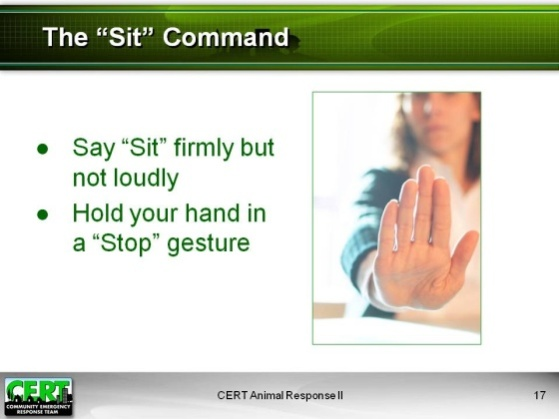 The “Sit” Command
● Say “Sit” firmly but
not loudly
● Hold your hand in
a “Stop” gesture
CERT
COMMUNITY EMERGENCY
RESPONSE TEAM
CERT Animal Response II
17